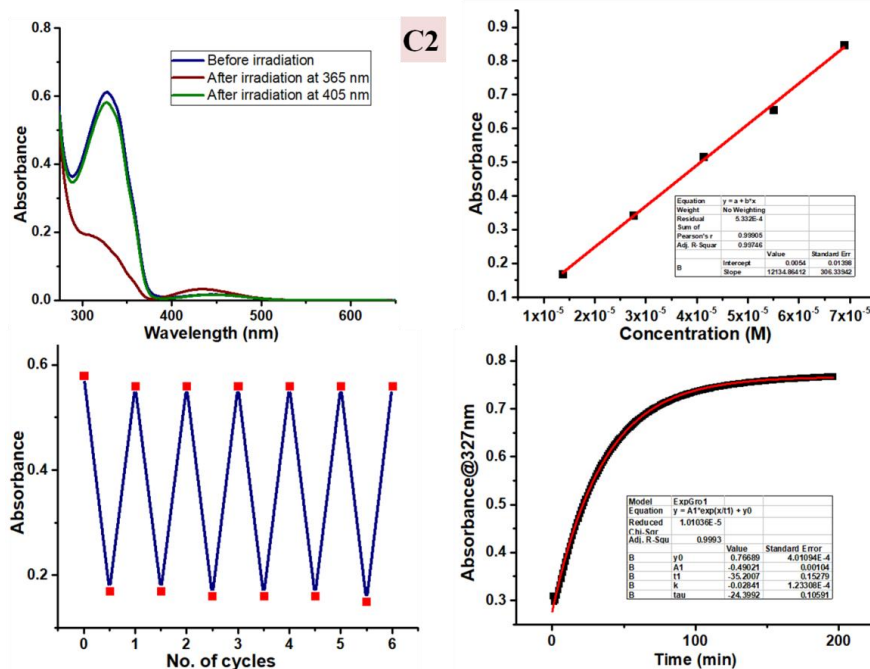 C2
0.8
0.6
0.4
0.2
0.0
Absorbance
Before irradiation
After irradiation at 365 nm
After irradiation at 405 nm
300 400 500 600
Wavelength (nm)
0.9
0.8
0.7
0.6
0.5
0.4
0.3
0.2
0.1
Absorbance
Equation y = a + b*x
Weight No Weighting
Residual 5.332E-4
Sum of
Pearson's r 0.99905
Adj. R-Squar 0.99746
Value Standard Err
B Intercept 0.0054 0.01398
Slope 12134.86412 306.33942
1x10-5 2x10-5 3x10-5 4x10-5 5x10-5 6x10-5 7x10-5
Concentration (M)
0.6
0.4
0.2
Absorbance
0 1 2 3 4 5 6
No. of cycles
0.8
0.7
0.6
0.5
0.4
0.3
Absorbance@327nm
Model ExpGro1
Equation y = A1*exp(x/t1) + y0
Reduced 1.01036E-5
Chi-Sqr
Adj. R-Squ 0.9993
Value Standard Error
B y0 0.76689 4.01094E-4
B A1 -0.49021 0.00104
B t1 -35.2007 0.15279
B k -0.02841 1.23308E-4
B tau -24.3992 0.10591
0 100 200
Time (min)